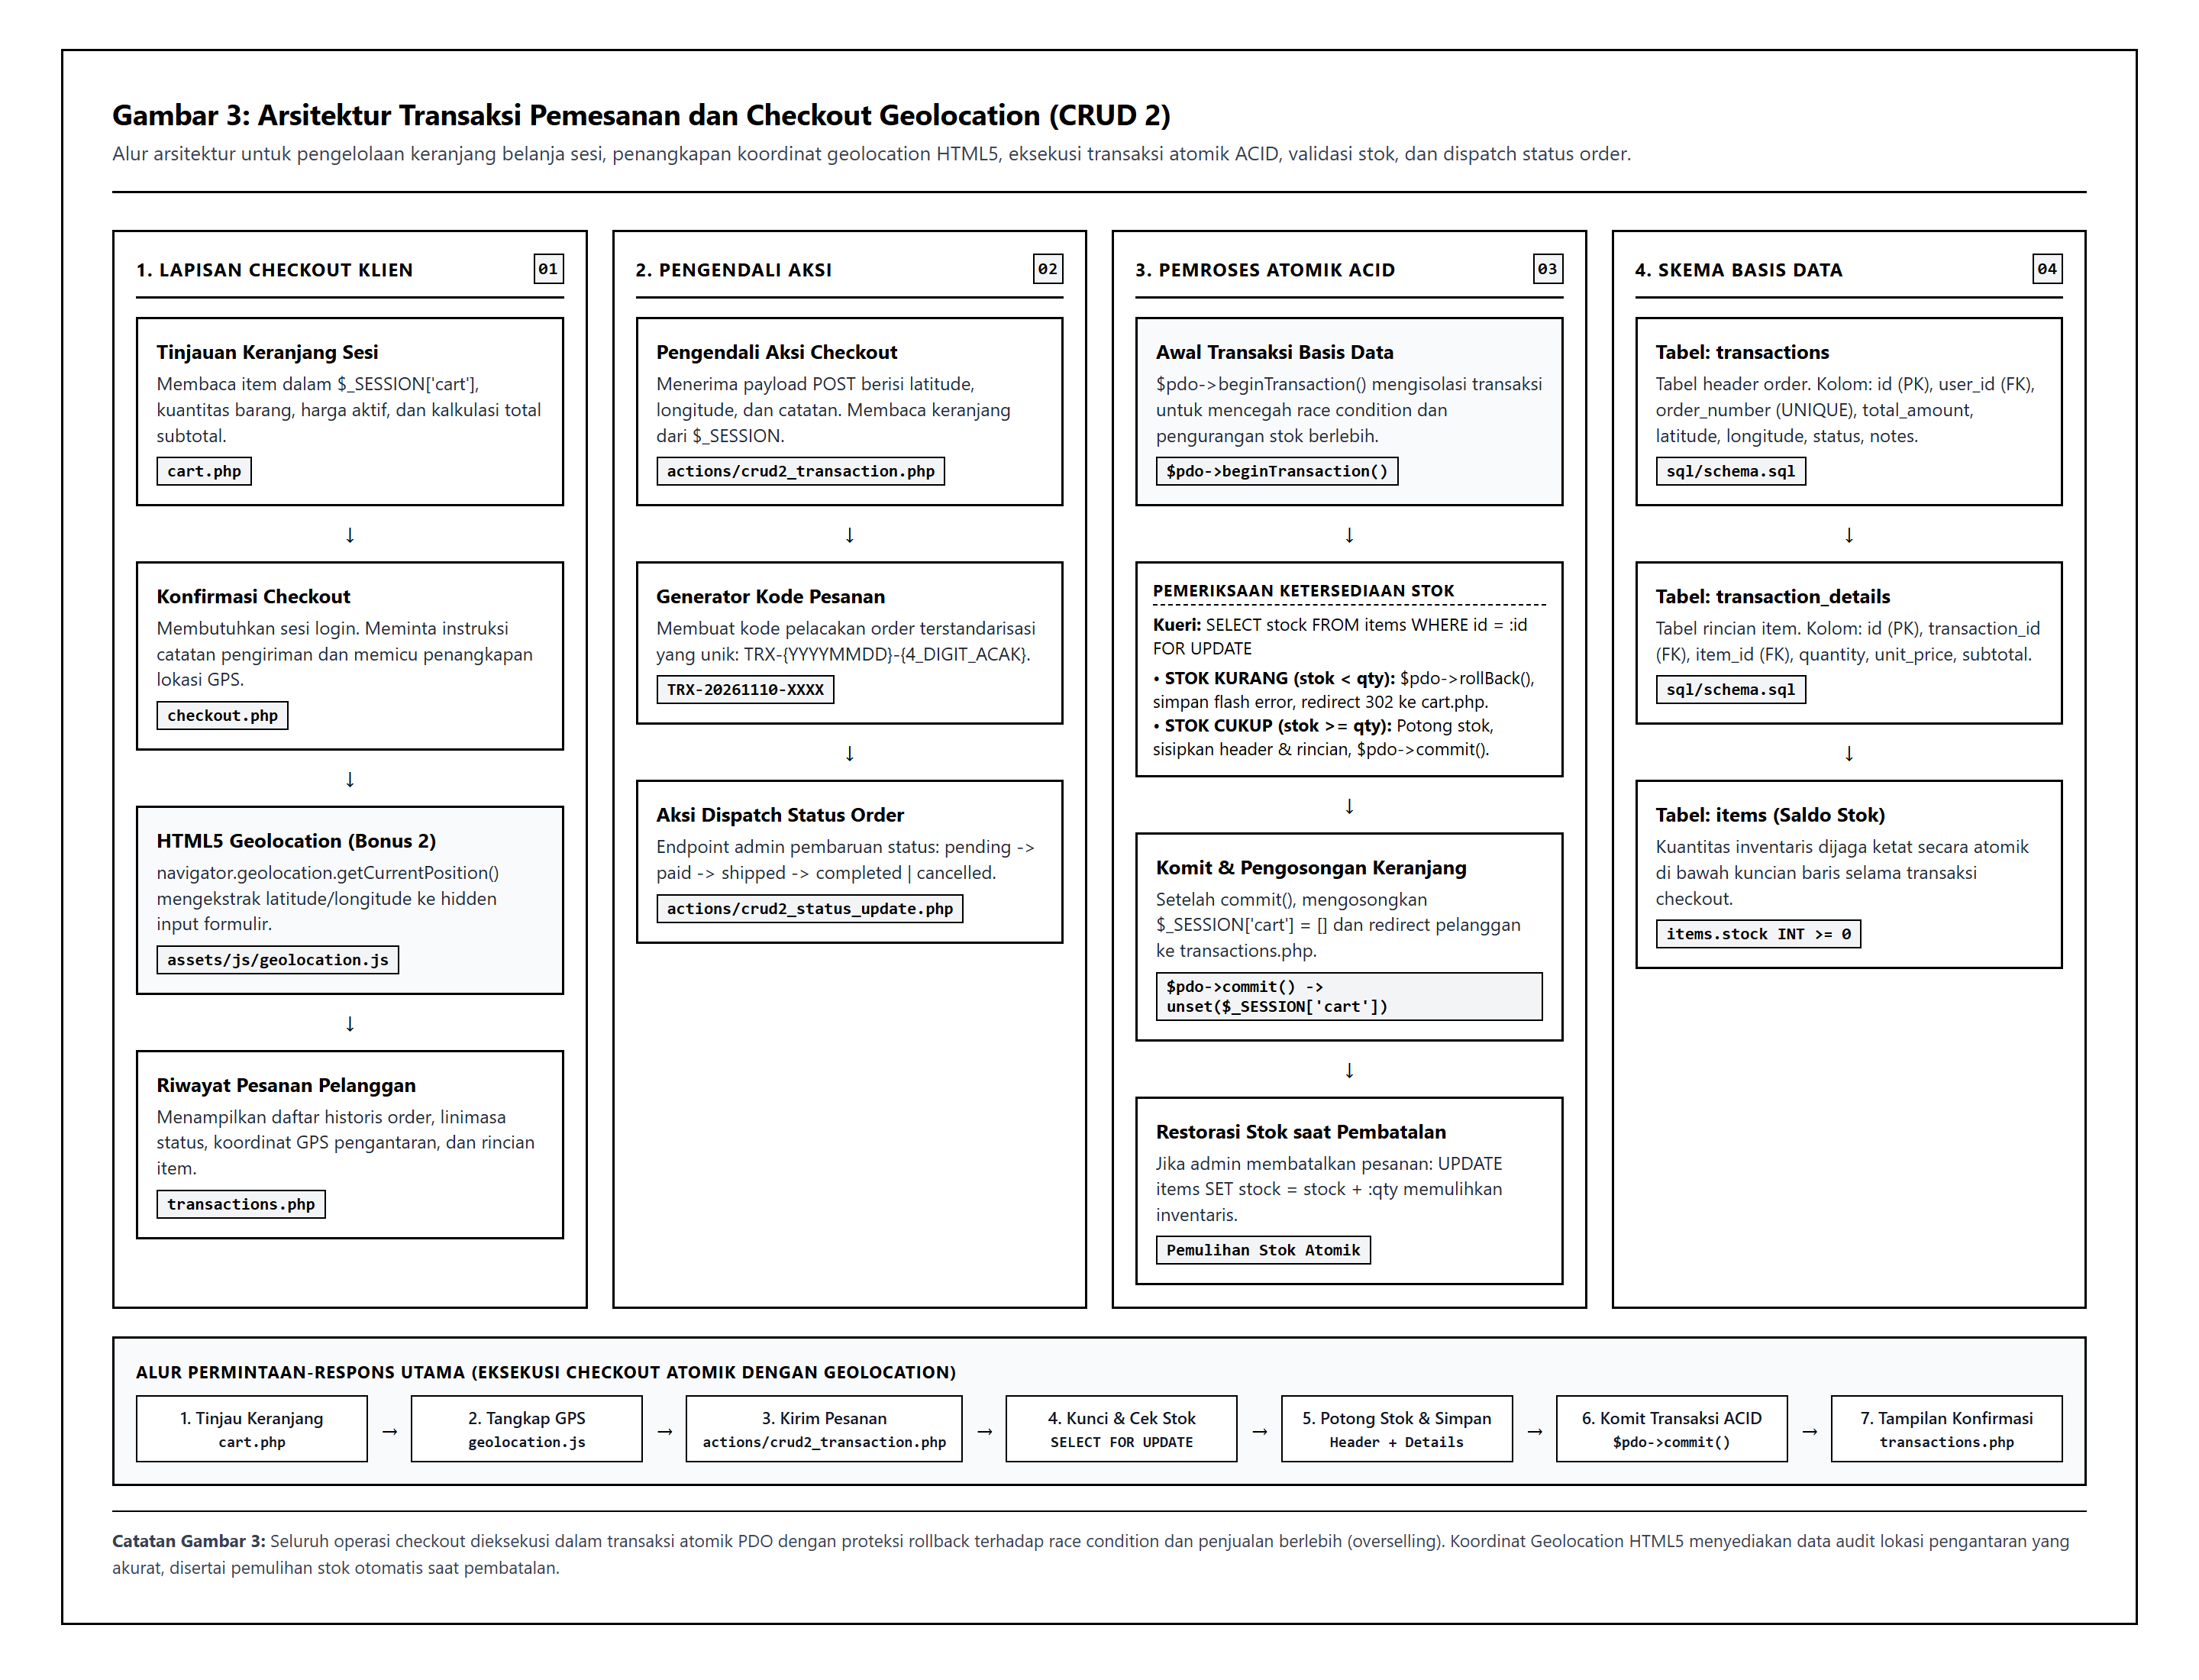 Gambar 3: Arsitektur Transaksi Pemesanan dan Checkout Geolocation (CRUD 2)
Alur arsitektur untuk pengelolaan keranjang belanja sesi, penangkapan koordinat geolocation HTML5, eksekusi transaksi atomik ACID, validasi stok, dan dispatch status order.
1. LAPISAN CHECKOUT KLIEN
01
Tinjauan Keranjang Sesi
Membaca item dalam $_SESSION['cart'],
kuantitas barang, harga aktif, dan kalkulasi total
subtotal.
cart.php
↓
Konfirmasi Checkout
Membutuhkan sesi login. Meminta instruksi
catatan pengiriman dan memicu penangkapan
lokasi GPS.
checkout.php
↓
HTML5 Geolocation (Bonus 2)
navigator.geolocation.getCurrentPosition()
mengekstrak latitude/longitude ke hidden
input formulir.
assets/js/geolocation.js
↓
Riwayat Pesanan Pelanggan
Menampilkan daftar historis order, linimasa
status, koordinat GPS pengantaran, dan rincian
item.
transactions.php
2. PENGENDALI AKSI
02
Pengendali Aksi Checkout
Menerima payload POST berisi latitude,
longitude, dan catatan. Membaca keranjang
dari $_SESSION.
actions/crud2_transaction.php
↓
Generator Kode Pesanan
Membuat kode pelacakan order terstandarisasi
yang unik: TRX-{YYYYMMDD}-{4_DIGIT_ACAK}.
TRX-20261110-XXXX
↓
Aksi Dispatch Status Order
Endpoint admin pembaruan status: pending ->
paid -> shipped -> completed | cancelled.
actions/crud2_status_update.php
3. PEMROSES ATOMIK ACID
03
Awal Transaksi Basis Data
$pdo->beginTransaction() mengisolasi transaksi
untuk mencegah race condition dan
pengurangan stok berlebih.
$pdo->beginTransaction()
↓
PEMERIKSAAN KETERSEDIAAN STOK
Kueri: SELECT stock FROM items WHERE id = :id
FOR UPDATE
• STOK KURANG (stok < qty): $pdo->rollBack(),
simpan flash error, redirect 302 ke cart.php.
• STOK CUKUP (stok >= qty): Potong stok,
sisipkan header & rincian, $pdo->commit().
↓
Komit & Pengosongan Keranjang
Setelah commit(), mengosongkan
$_SESSION['cart'] = [] dan redirect pelanggan
ke transactions.php.
$pdo->commit() ->
unset($_SESSION['cart'])
↓
Restorasi Stok saat Pembatalan
Jika admin membatalkan pesanan: UPDATE
items SET stock = stock + :qty memulihkan
inventaris.
Pemulihan Stok Atomik
4. SKEMA BASIS DATA
04
Tabel: transactions
Tabel header order. Kolom: id (PK), user_id (FK),
order_number (UNIQUE), total_amount,
latitude, longitude, status, notes.
sql/schema.sql
↓
Tabel: transaction_details
Tabel rincian item. Kolom: id (PK), transaction_id
(FK), item_id (FK), quantity, unit_price, subtotal.
sql/schema.sql
↓
Tabel: items (Saldo Stok)
Kuantitas inventaris dijaga ketat secara atomik
di bawah kuncian baris selama transaksi
checkout.
items.stock INT >= 0
ALUR PERMINTAAN-RESPONS UTAMA (EKSEKUSI CHECKOUT ATOMIK DENGAN GEOLOCATION)
1. Tinjau Keranjang
cart.php
→
2. Tangkap GPS
geolocation.js
→
3. Kirim Pesanan
actions/crud2_transaction.php
→
4. Kunci & Cek Stok
SELECT FOR UPDATE
→
5. Potong Stok & Simpan
Header + Details
→
6. Komit Transaksi ACID
$pdo->commit()
→
7. Tampilan Konfirmasi
transactions.php
Catatan Gambar 3: Seluruh operasi checkout dieksekusi dalam transaksi atomik PDO dengan proteksi rollback terhadap race condition dan penjualan berlebih (overselling). Koordinat Geolocation HTML5 menyediakan data audit lokasi pengantaran yang
akurat, disertai pemulihan stok otomatis saat pembatalan.